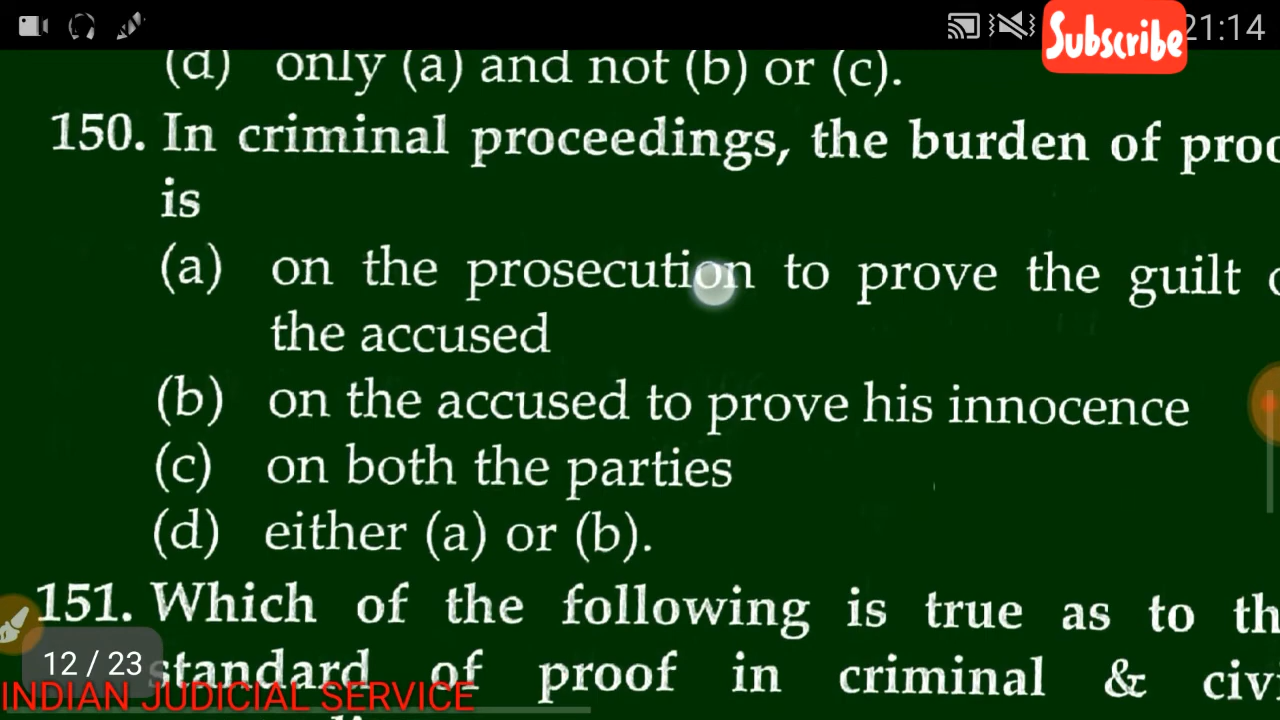 Subscribe 21:14
(d) only (a) and not (b) or (c).
150. In criminal proceedings, the burden of
is
(a) on the prosecution to prove the guilt
the accused
(b) on the accused to prove his innocence
(c) on both the parties
(d) either (a) or (b).
151. Which of the following is true as to
12 / 23 standard of proof in criminal &
INDIAN JUDICIAL SERVICE